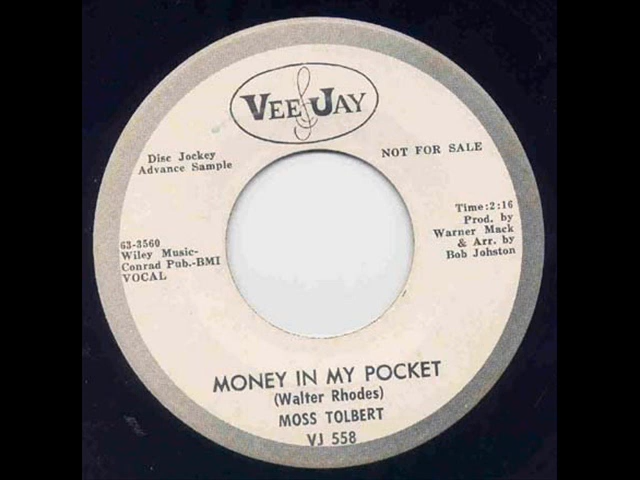 VEE JAY
Disc Jockey
Advance Sample
NOT FOR SALE
63-3560
Wiley Music-
Conrad Pub.-BMI
VOCAL
Time:2:16
Prod. by
Warner Mack
& Arr. by
Bob Johston
MONEY IN MY POCKET
(Walter Rhodes)
MOSS TOLBERT
VJ 558